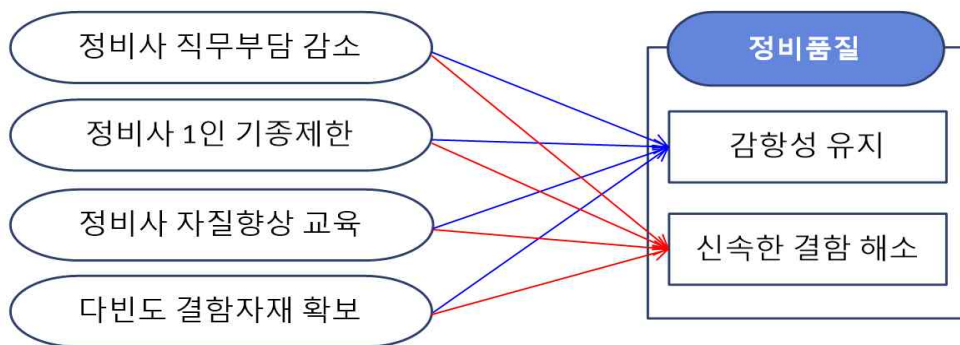 정비사 직무부담 감소
정비사 1인 기종제한
정비사 자질향상 교육
다빈도 결함자재 확보
정비품질
감항성 유지
신속한 결함 해소